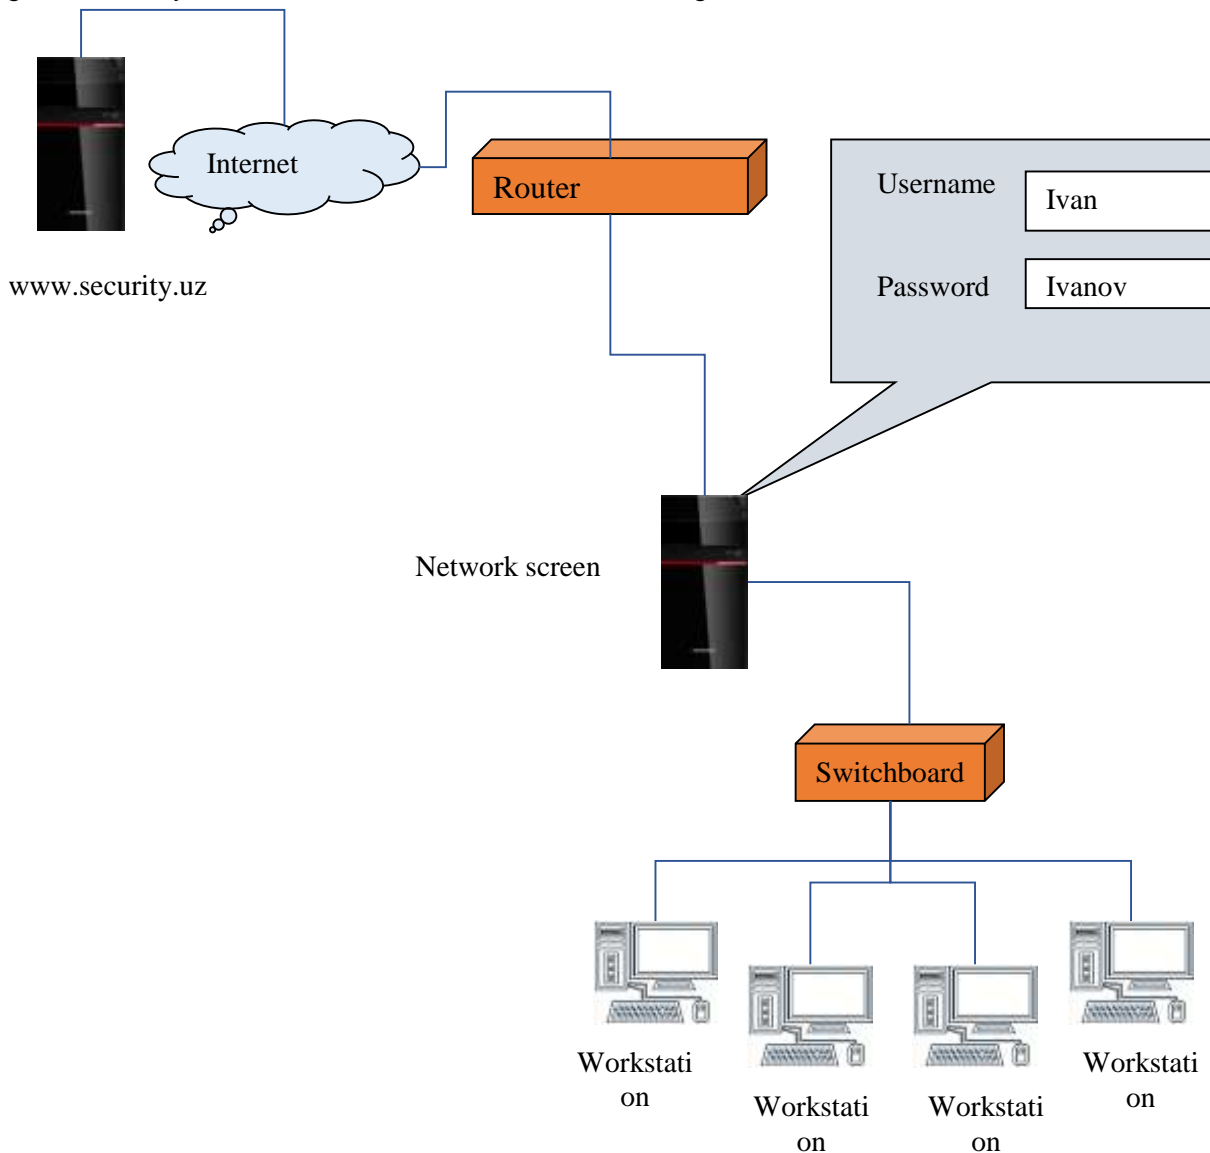 Internet
Router
Username
Ivan
www.security.uz
Password
Ivanov
Network screen
Switchboard
Workstati
on
Workstati
on
Workstati
on
Workstati
on